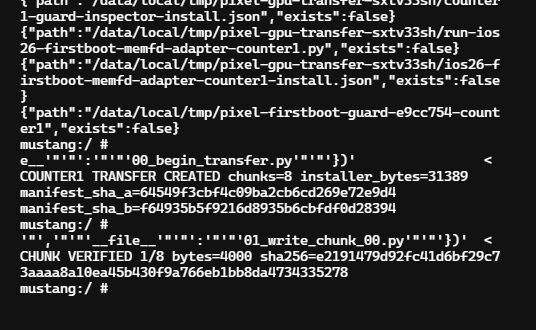 {"path":"/data/local/tmp/pixel-gpu-transfer-sxtv33sh/counter
1-guard-inspector-install.json","exists":false}
{"path":"/data/local/tmp/pixel-gpu-transfer-sxtv33sh/run-ios
26-firstboot-memfd-adapter-counter1.py","exists":false}
{"path":"/data/local/tmp/pixel-gpu-transfer-sxtv33sh/ios26-f
irstboot-memfd-adapter-counter1-install.json","exists":false
}
{"path":"/data/local/tmp/pixel-firstboot-guard-e9cc754-count
er1","exists":false}
mustang:/ #
e__'"'"':'"'"'00_begin_transfer.py'"'"'})' <
COUNTER1 TRANSFER CREATED chunks=8 installer_bytes=31389
manifest_sha_a=64549f3cbf4c09ba2cb6cd269e72e9d4
manifest_sha_b=f64935b5f9216d8935b6cbfdf0d28394
mustang:/ #
'"','"'"'__file__'"'"':'"'"'01_write_chunk_00.py'"'"'})' <
CHUNK VERIFIED 1/8 bytes=4000 sha256=e2191479d92fc41d6bf29c7
3aaaa8a10ea45b430f9a766eb1bb8da4734335278
mustang:/ #